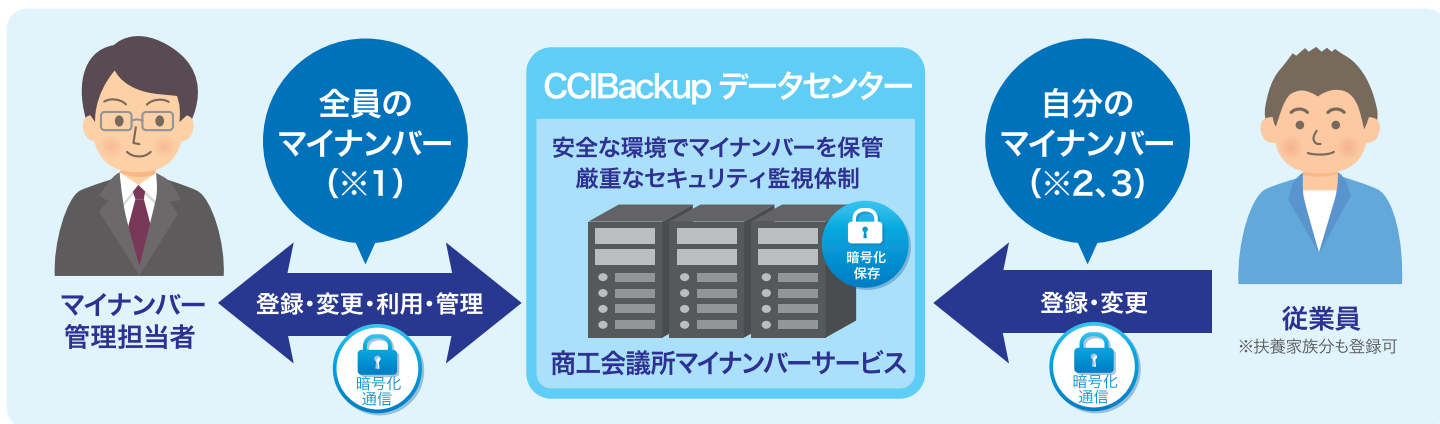 全員の
マイナンバー
（※1）
マイナンバー
管理担当者
登録・変更・利用・管理
暗号化
通信
CCIBackup データセンター
安全な環境でマイナンバーを保管
厳重なセキュリティ監視体制
暗号化
保存
商工会議所マイナンバーサービス
自分の
マイナンバー
（※2、3）
登録・変更
暗号化
通信
従業員
※扶養家族分も登録可